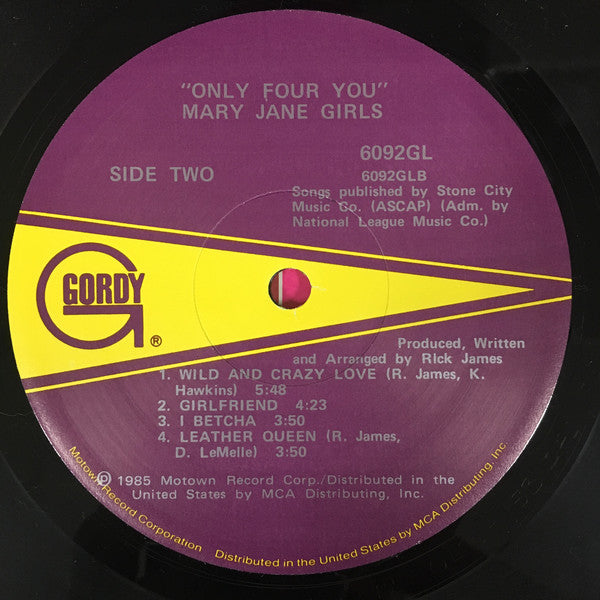 "ONLY FOUR YOU"
MARY JANE GIRLS
SIDE TWO
6092GL
6092GLB
Songs published by Stone City
Music Co. (ASCAP) (Adm. by
National League Music Co.)
GORDY
G
®
Produced, Written
and Arranged by RIck James
1. WILD AND CRAZY LOVE (R. James, K.
Hawkins) 5:48
2. GIRLFRIEND 4:23
3. I BETCHA 3:50
4. LEATHER QUEEN (R. James,
D. LeMelle) 3:50
℗ 1985 Motown Record Corp./Distributed in the
United States by MCA Distributing, Inc.
Motown Record Corporation Distributed in the United States by MCA Distributing, Inc.